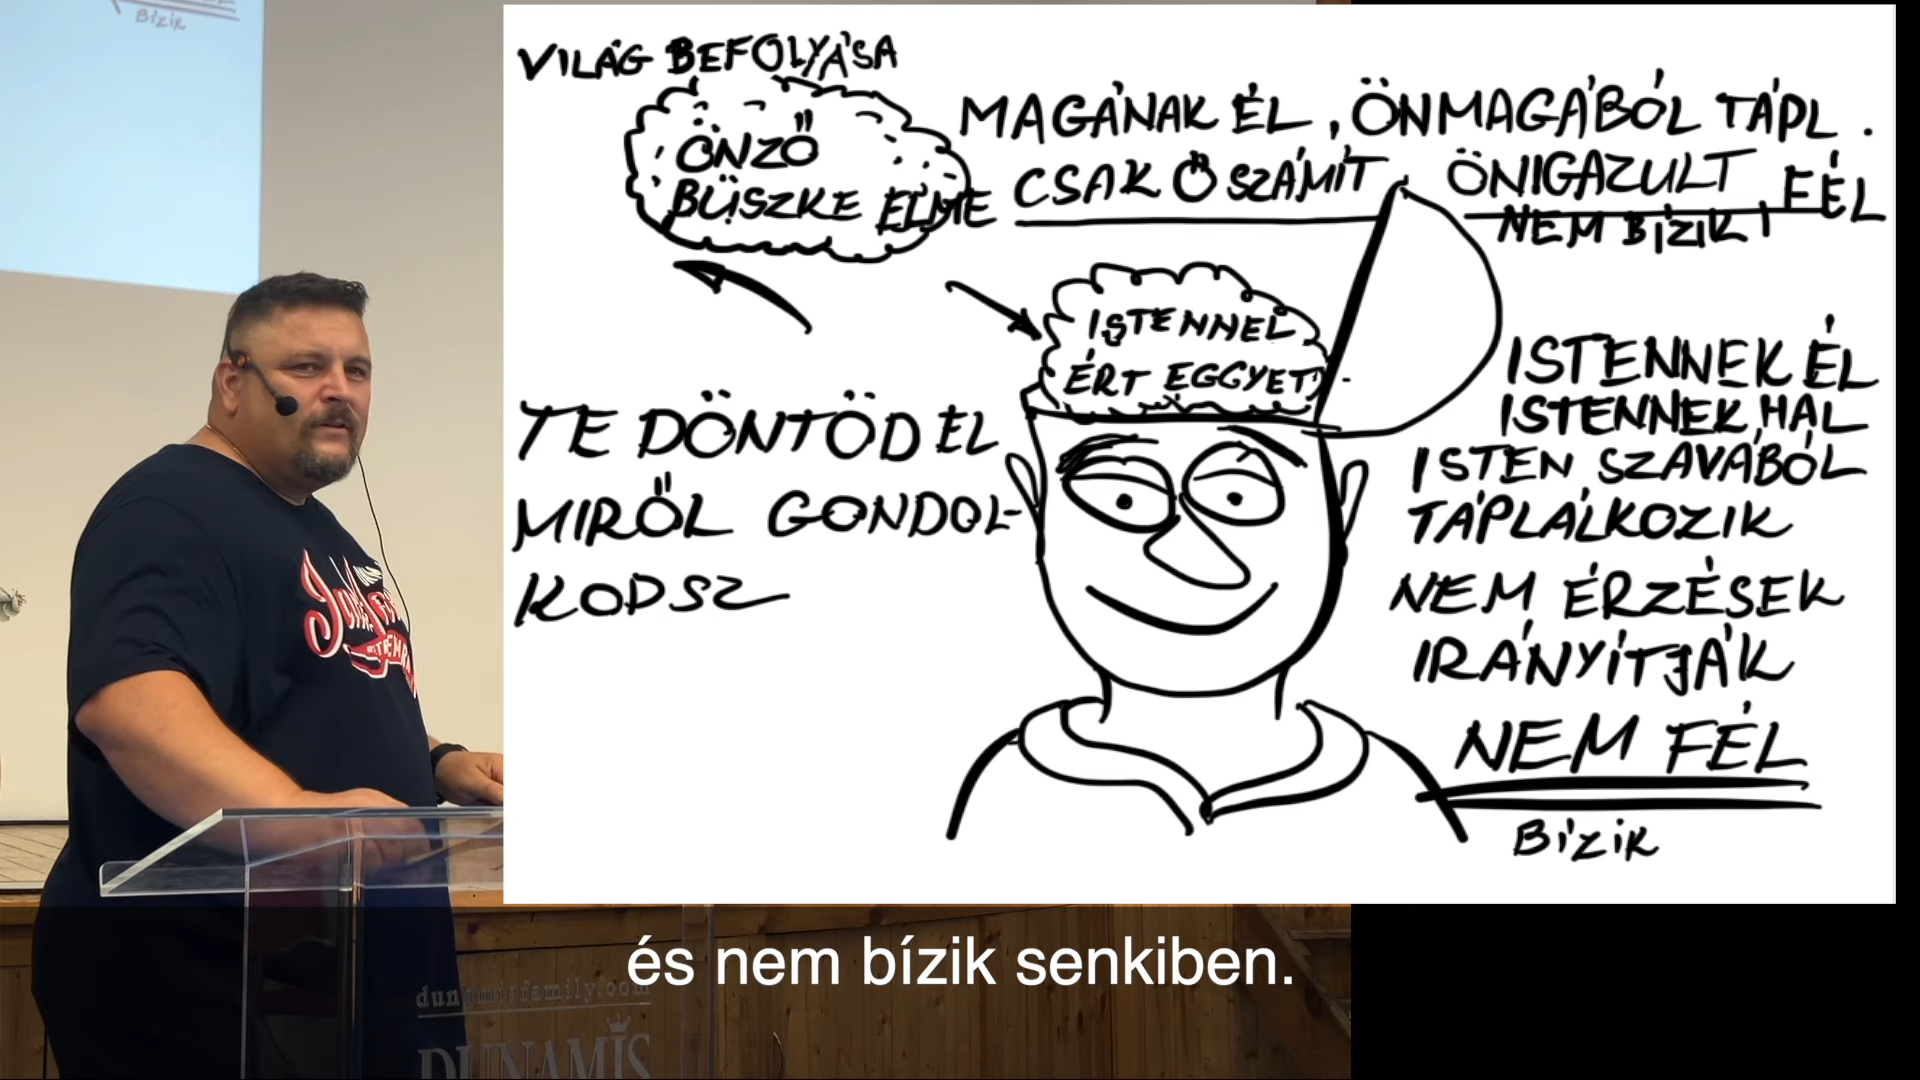 Bízik
VILÁG BEFOLYÁSA
ÖNZŐ
BÜSZKE ELME
MAGÁNAK ÉL, ÖNMAGÁBÓL TÁPL.
CSAK Ő SZÁMÍT ÖNIGAZULT FÉL
NEM BÍZIK
ISTENNEL
ÉRT EGGYET
TE DÖNTÖD EL
MIRŐL GONDOL-
KODSZ
ISTENNEK ÉL
ISTENNEK HÁL
ISTEN SZAVÁBÓL
TÁPLÁLKOZIK
NEM ÉRZÉSEK
IRÁNYÍTJÁK
NEM FÉL
BÍZIK
és nem bízik senkiben.
dunamisfamily.com
DUNAMIS